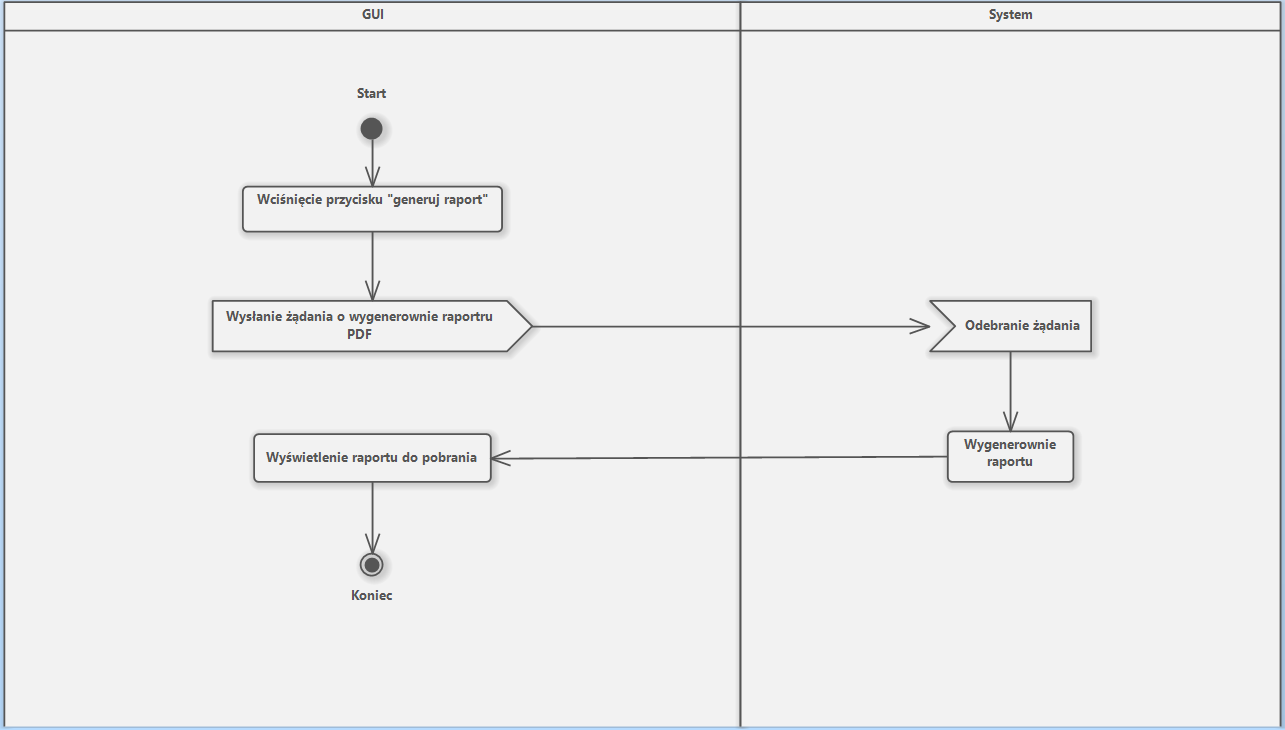 GUI
System
Start
Wciśnięcie przycisku "generuj raport"
Wysłanie żądania o wygenerownie raportru
PDF
Odebranie żądania
Wyświetlenie raportu do pobrania
Wygenerownie
raportu
Koniec